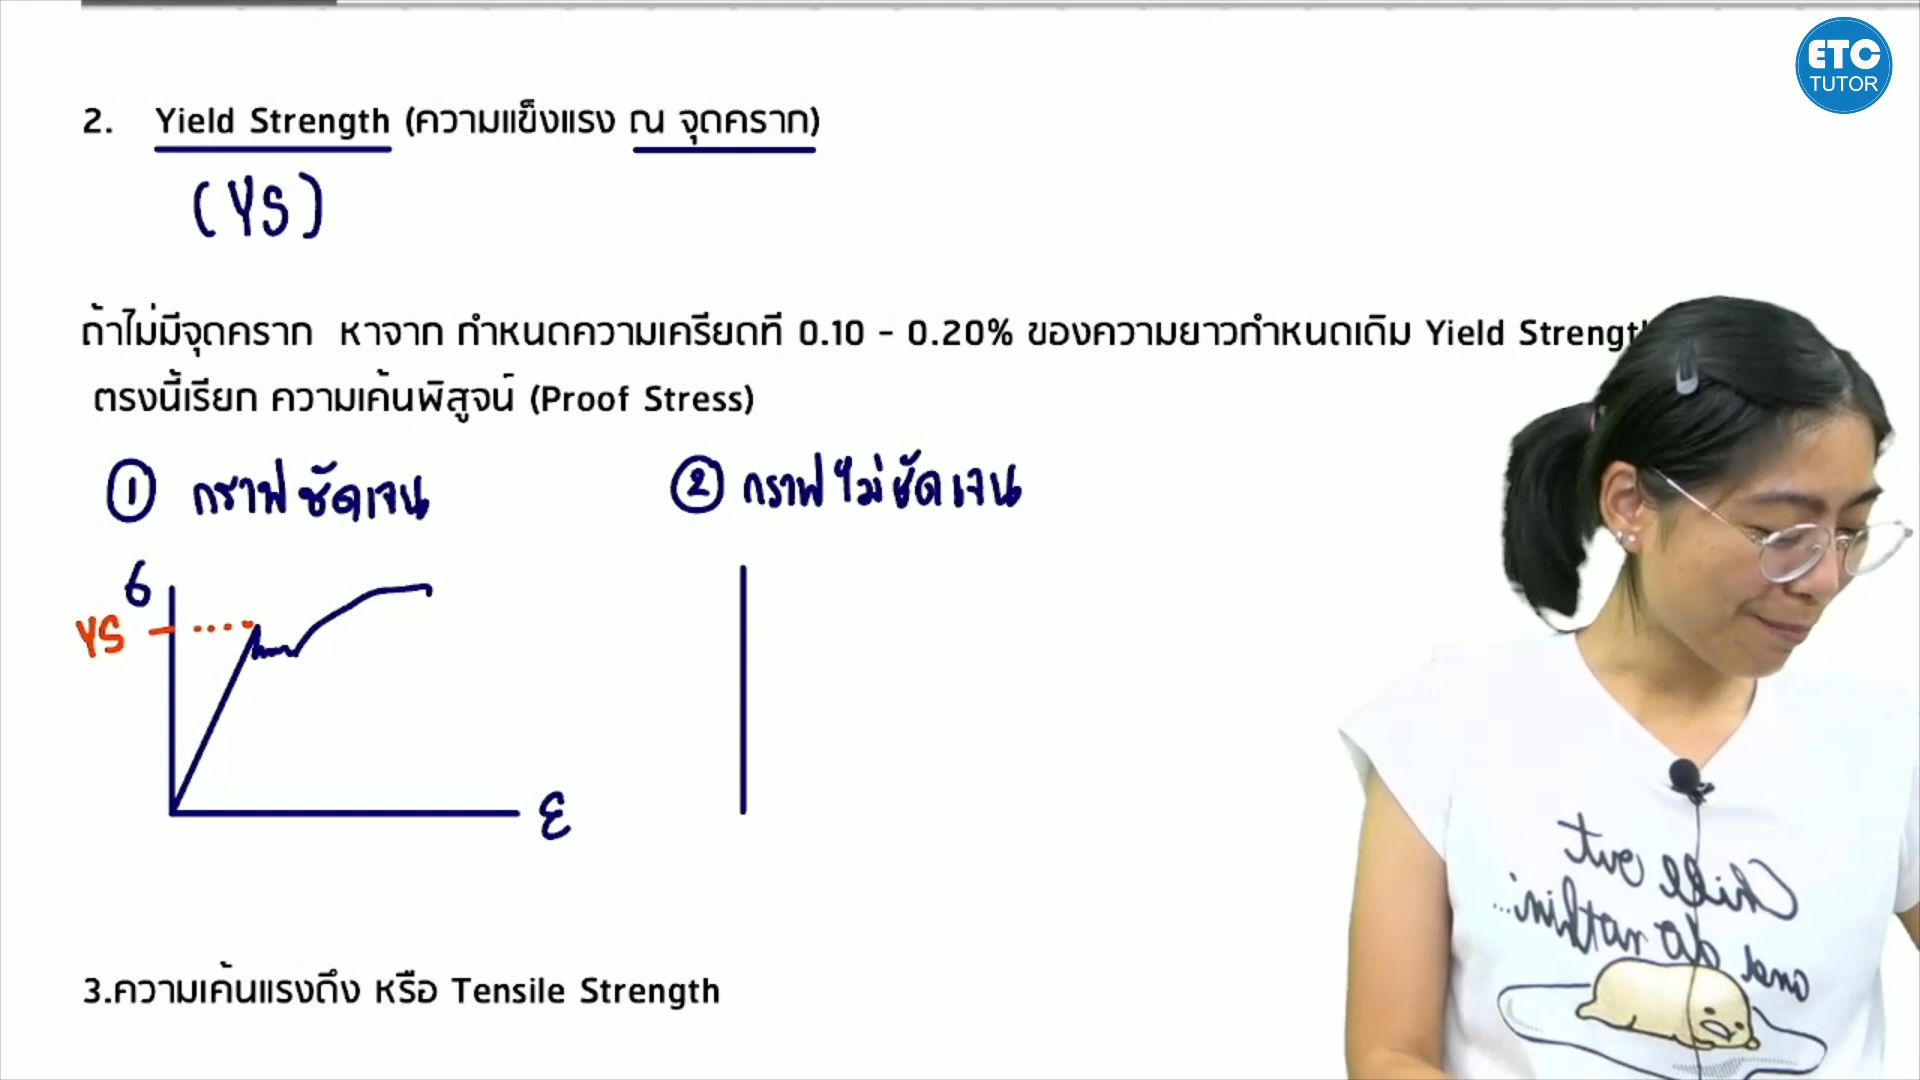 ETC
TUTOR
2. Yield Strength (ความแข็งแรง ณ จุดคราก)
(YS)
ถ้าไม่มีจุดคราก หาจาก กำหนดความเครียดที่ 0.10 - 0.20% ของความยาวกำหนดเดิม Yield Strength
ตรงนี้เรียก ความเค้นพิสูจน์ (Proof Stress)
① กราฟชัดเจน
② กราฟไม่ชัดเจน
σ
YS
ε
Chill out
and do nothin'...
3.ความเค้นแรงดึง หรือ Tensile Strength